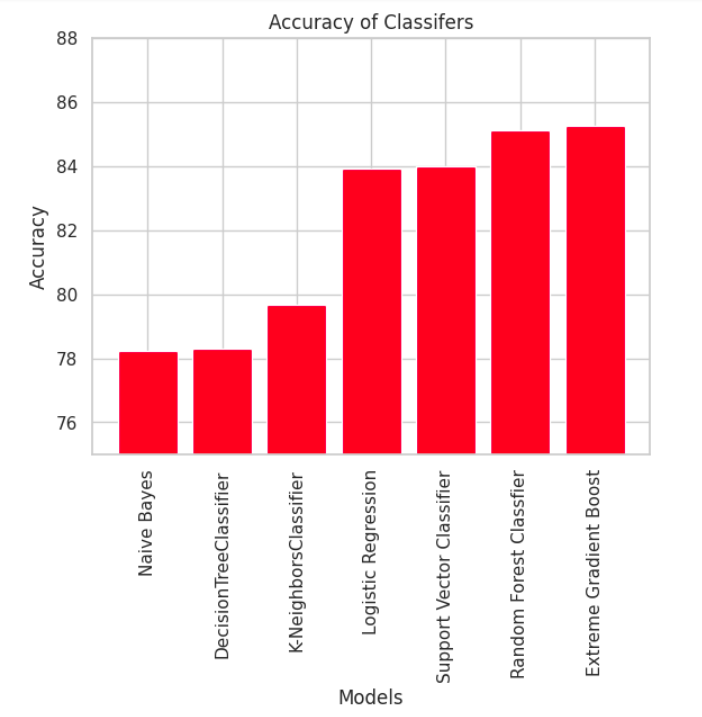 Accuracy of Classifers
88
86
84
82
80
78
76
Accuracy
Naive Bayes
DecisionTreeClassifier
K-NeighborsClassifier
Logistic Regression
Support Vector Classifier
Random Forest Classfier
Extreme Gradient Boost
Models